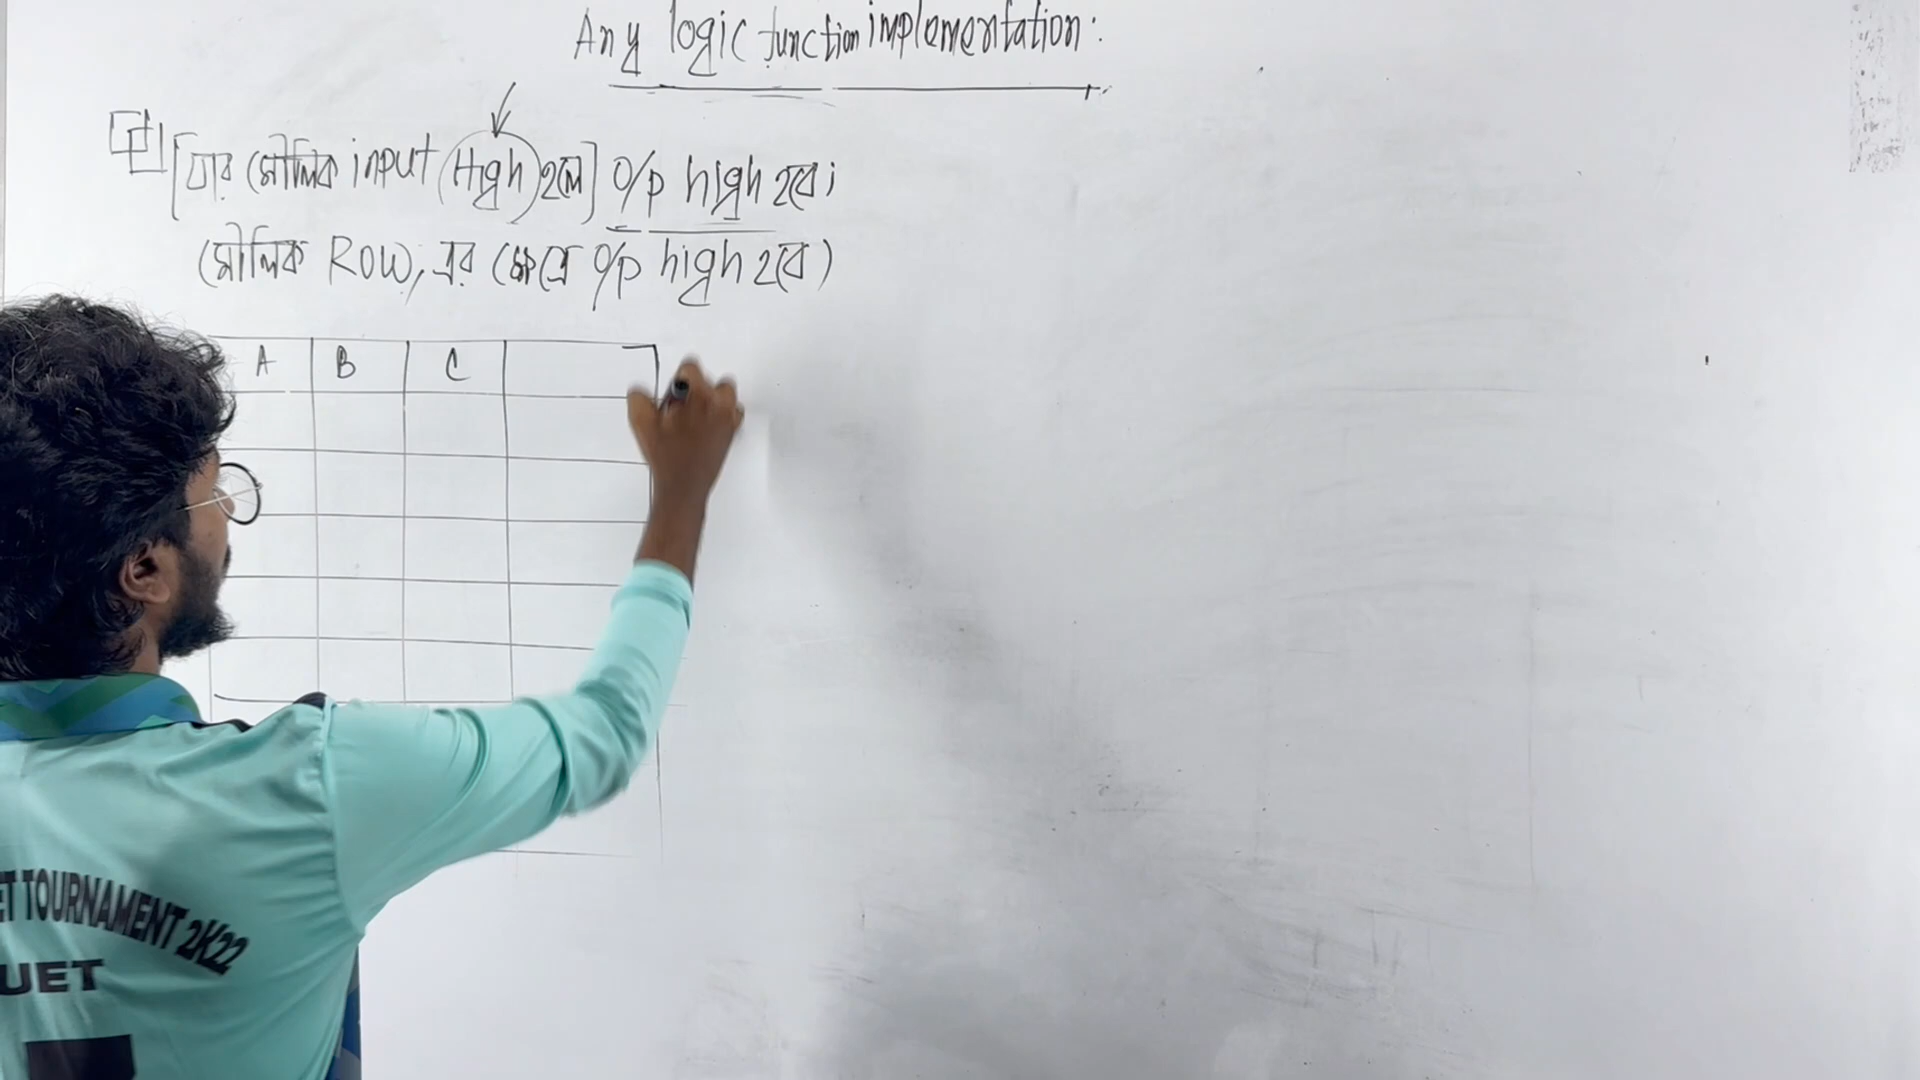 Any logic function implementation:
[যার মৌলিক input High হলে] o/p high হবে;
(মৌলিক Row, এর ক্ষেত্রে o/p high হবে)
A B C
ET TOURNAMENT 2K22
UET